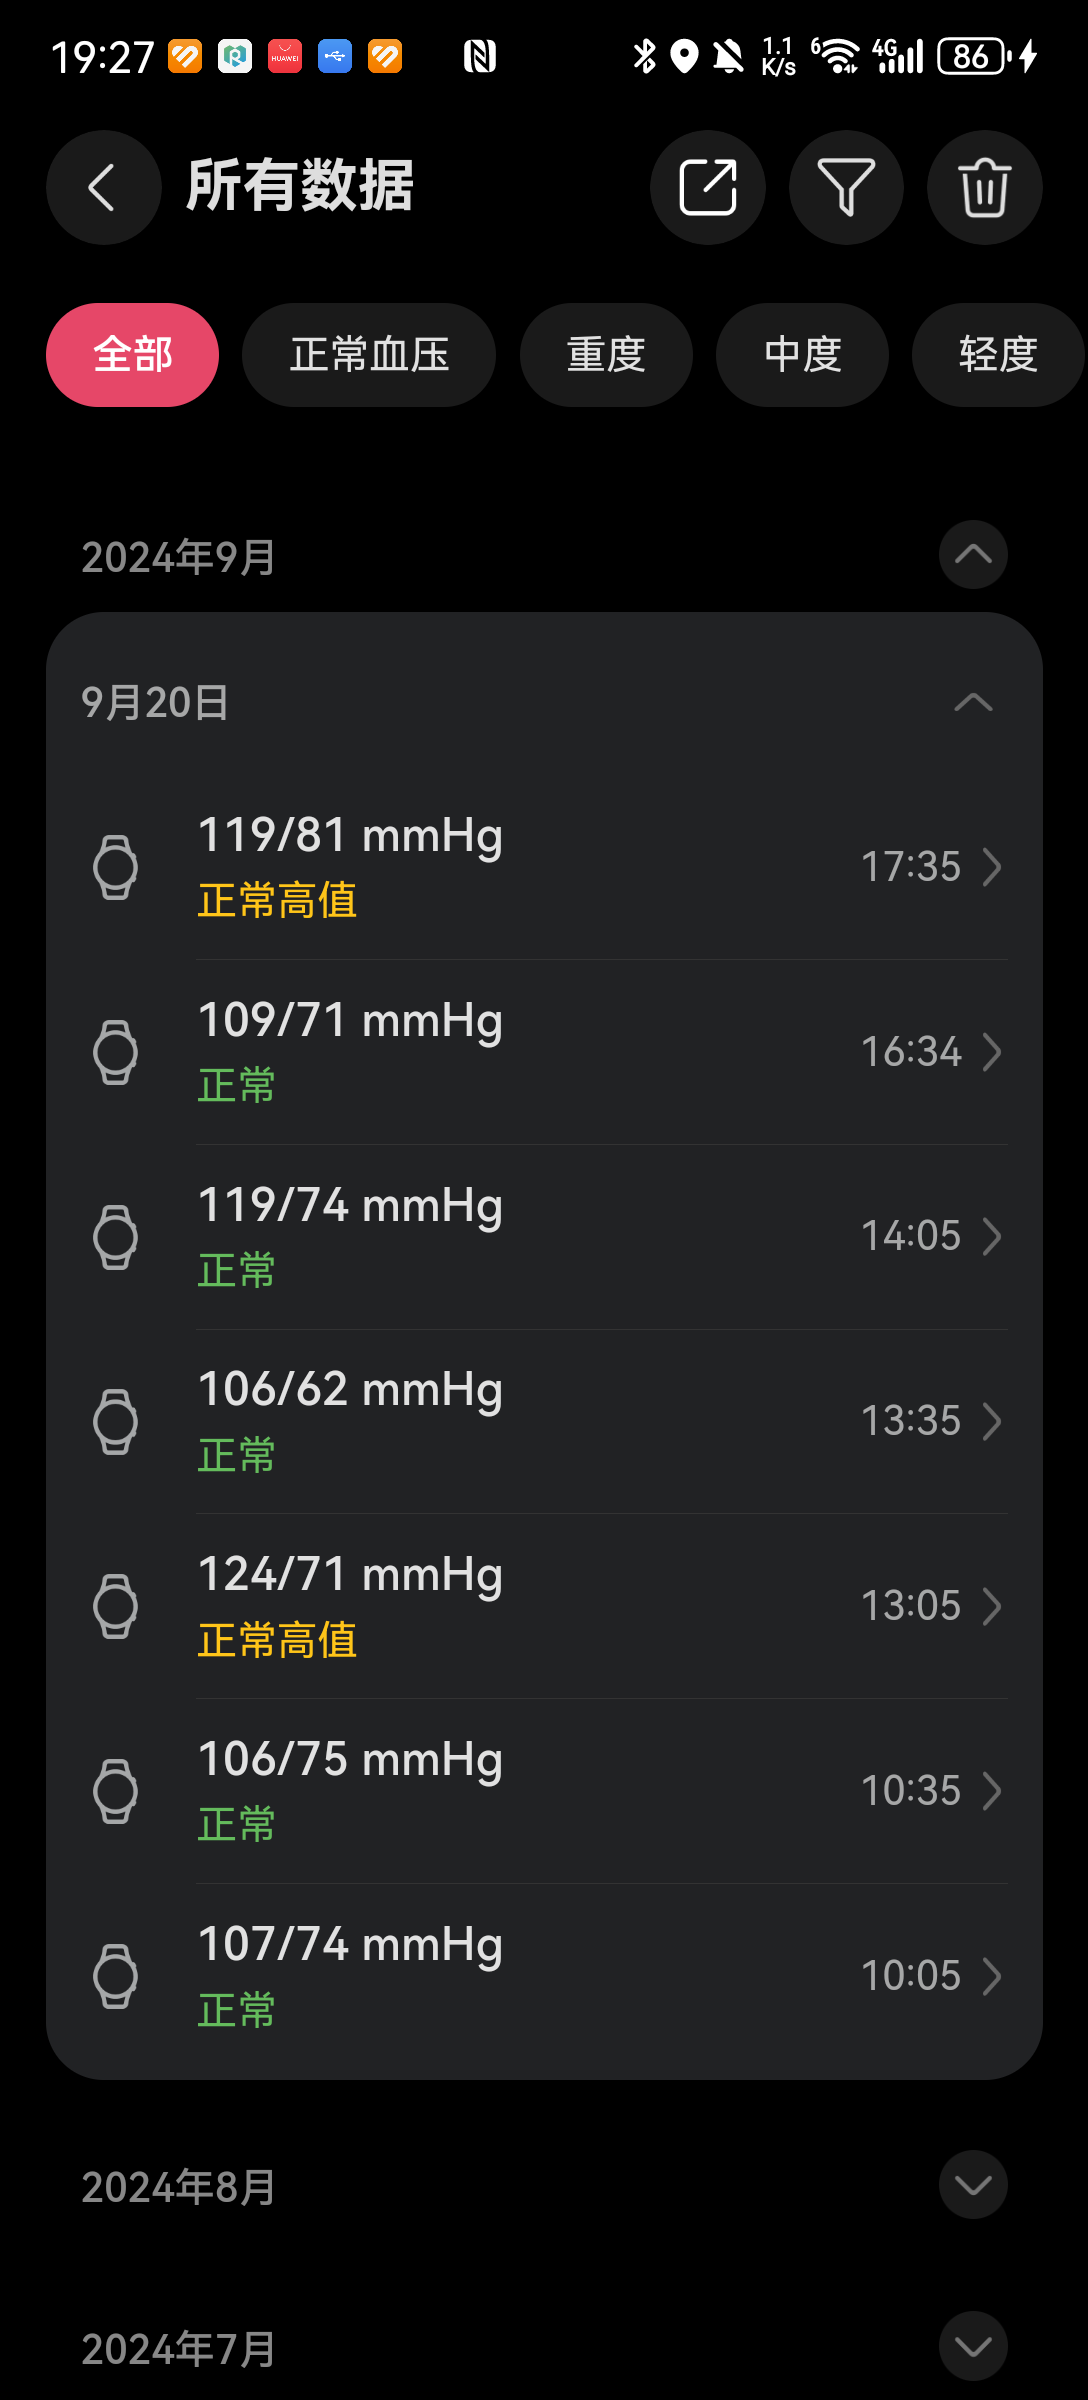 19:27
HUAWEI
1.1 K/s
6
4G
86
所有数据
全部 正常血压 重度 中度 轻度
2024年9月
9月20日
119/81 mmHg
正常高值
17:35
109/71 mmHg
正常
16:34
119/74 mmHg
正常
14:05
106/62 mmHg
正常
13:35
124/71 mmHg
正常高值
13:05
106/75 mmHg
正常
10:35
107/74 mmHg
正常
10:05
2024年8月
2024年7月